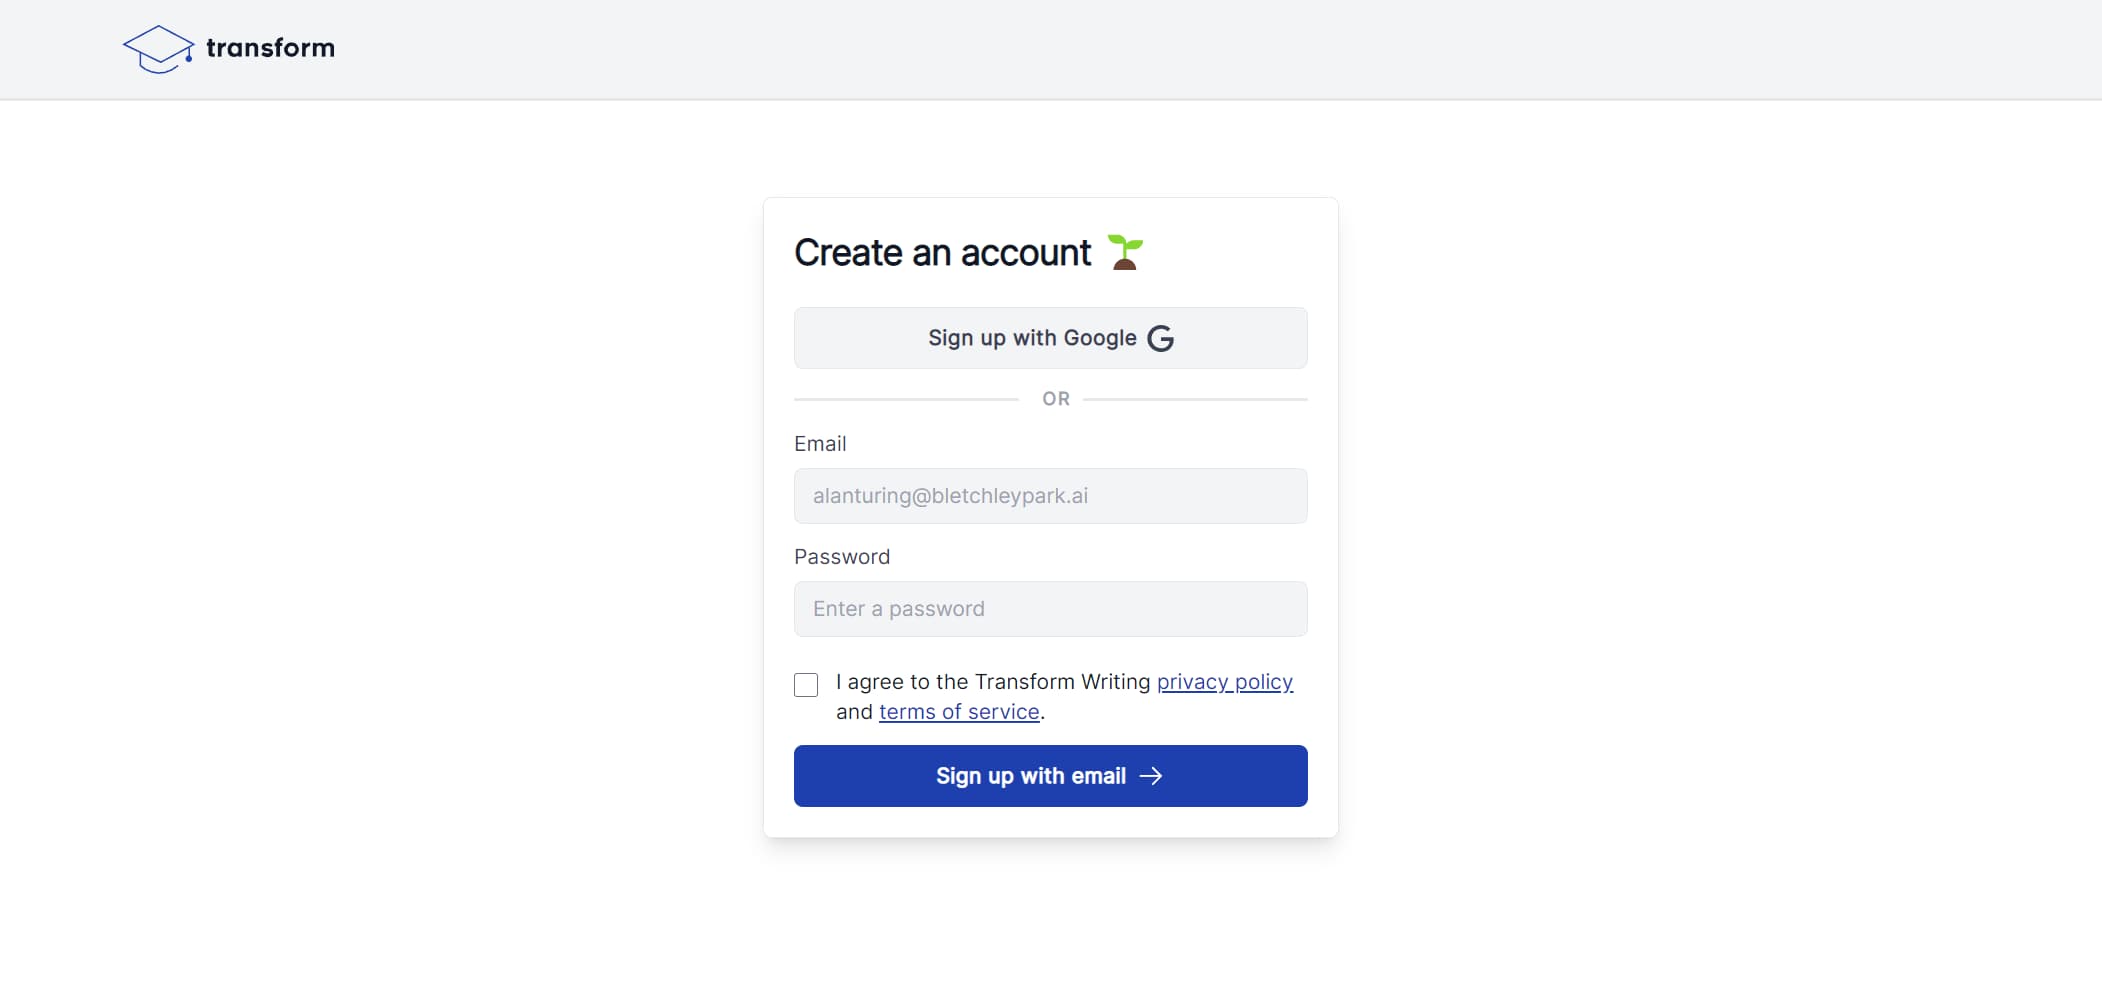 transform
Create an account
Sign up with Google
OR
Email
alanturing@bletchleypark.ai
Password
Enter a password
I agree to the Transform Writing privacy policy
and terms of service.
Sign up with email